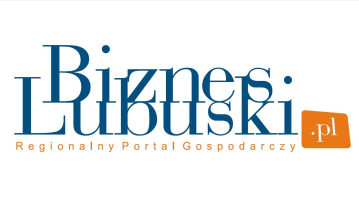 Biznes
Lubuski.pl
Regionalny Portal Gospodarczy